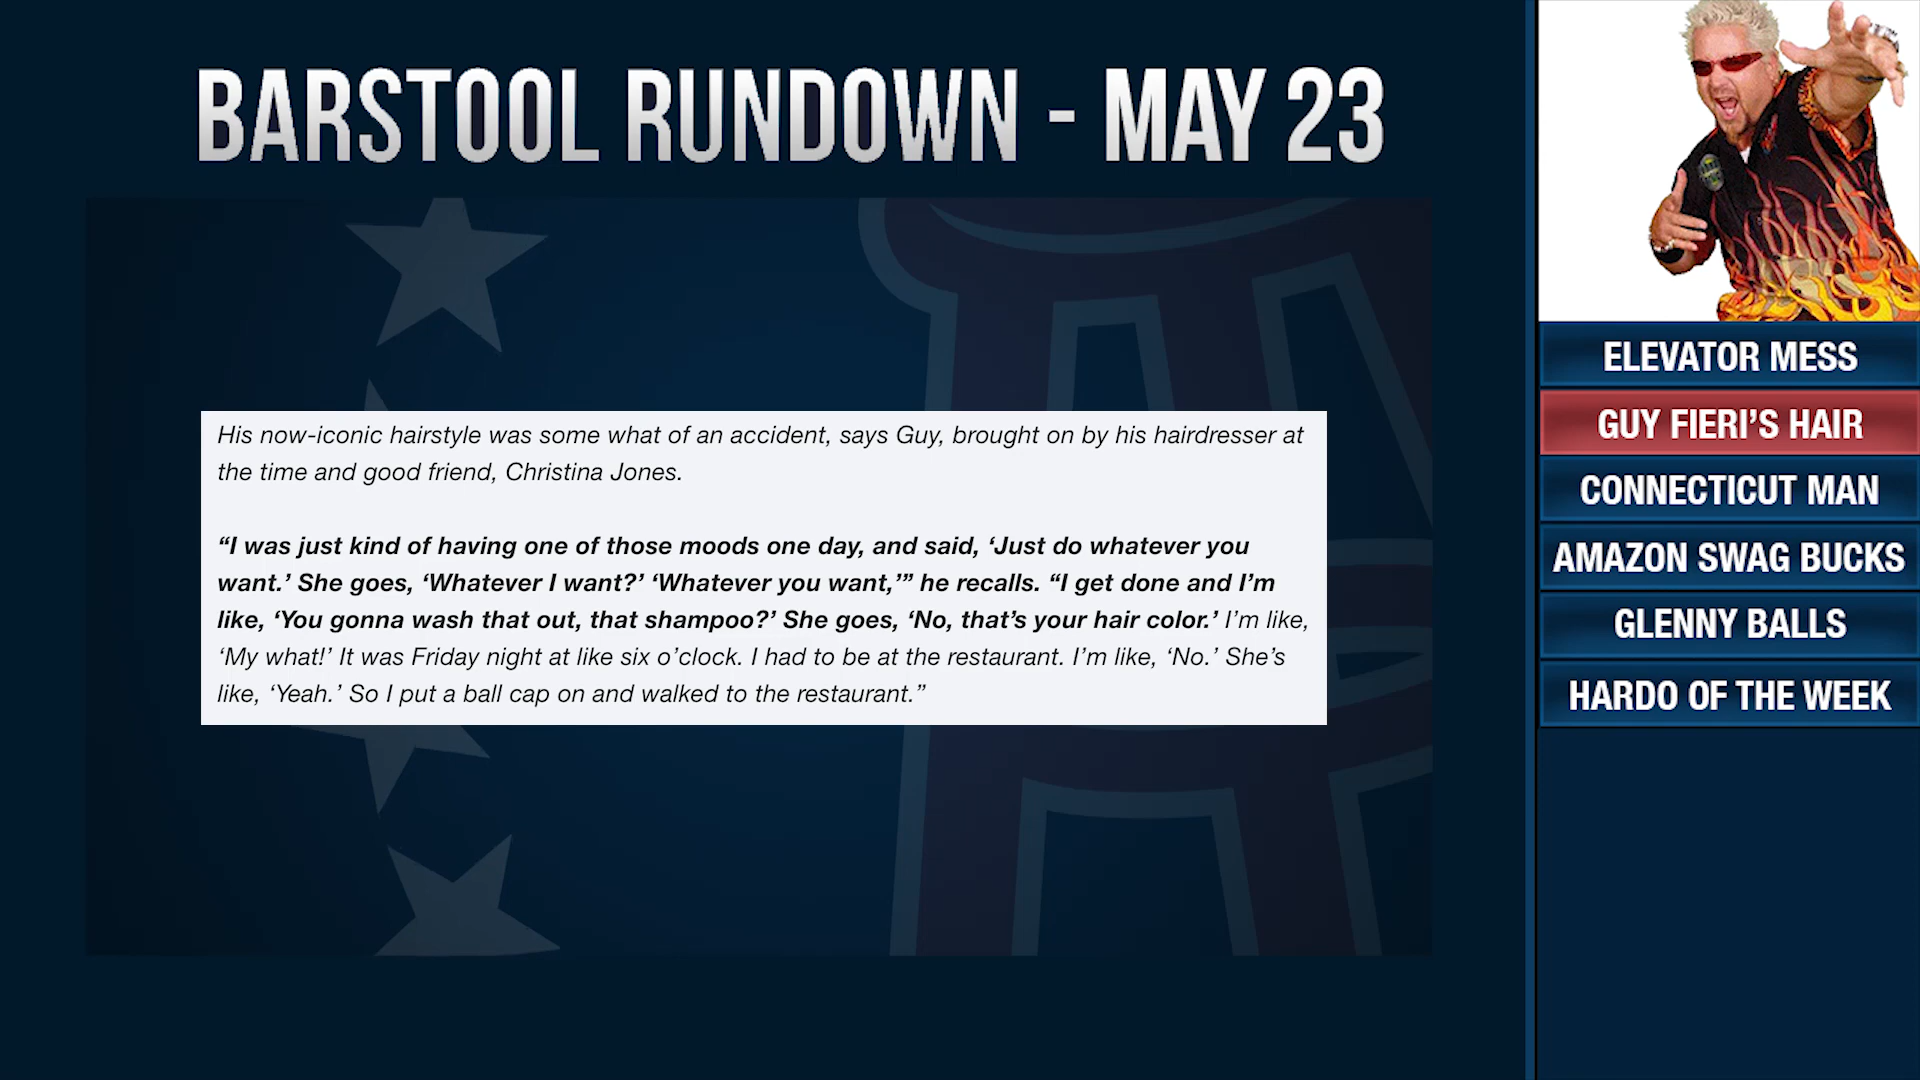 BARSTOOL RUNDOWN - MAY 23
His now-iconic hairstyle was some what of an accident, says Guy, brought on by his hairdresser at
the time and good friend, Christina Jones.
“I was just kind of having one of those moods one day, and said, ‘Just do whatever you
want.’ She goes, ‘Whatever I want?’ ‘Whatever you want,’” he recalls. “I get done and I’m
like, ‘You gonna wash that out, that shampoo?’ She goes, ‘No, that’s your hair color.’ I’m like,
‘My what!’ It was Friday night at like six o’clock. I had to be at the restaurant. I’m like, ‘No.’ She’s
like, ‘Yeah.’ So I put a ball cap on and walked to the restaurant.”
ELEVATOR MESS
GUY FIERI’S HAIR
CONNECTICUT MAN
AMAZON SWAG BUCKS
GLENNY BALLS
HARDO OF THE WEEK